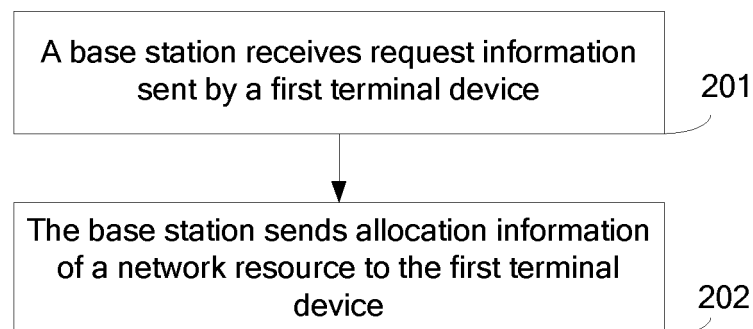 A base station receives request information
sent by a first terminal device
201
The base station sends allocation information
of a network resource to the first terminal
device
202